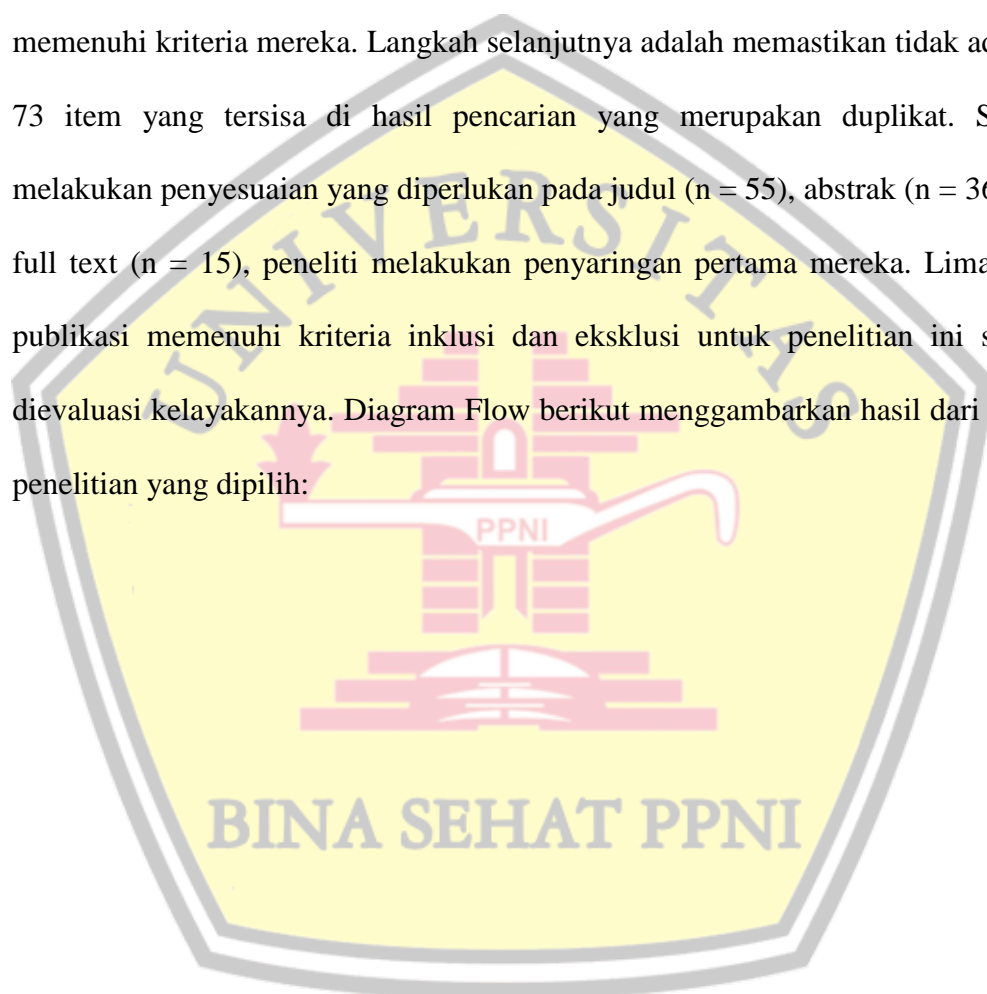 memenuhi kriteria mereka. Langkah selanjutnya adalah memastikan tidak
73 item yang tersisa di hasil pencarian yang merupakan duplikat.
melakukan penyesuaian yang diperlukan pada judul (n = 55), abstrak (n =
full text (n = 15), peneliti melakukan penyaringan pertama mereka. Lima
publikasi memenuhi kriteria inklusi dan eksklusi untuk penelitian ini
dievaluasi kelayakannya. Diagram Flow berikut menggambarkan hasil dari
penelitian yang dipilih:
UNIVERSITAS
PPNI
BINA SEHAT PPNI